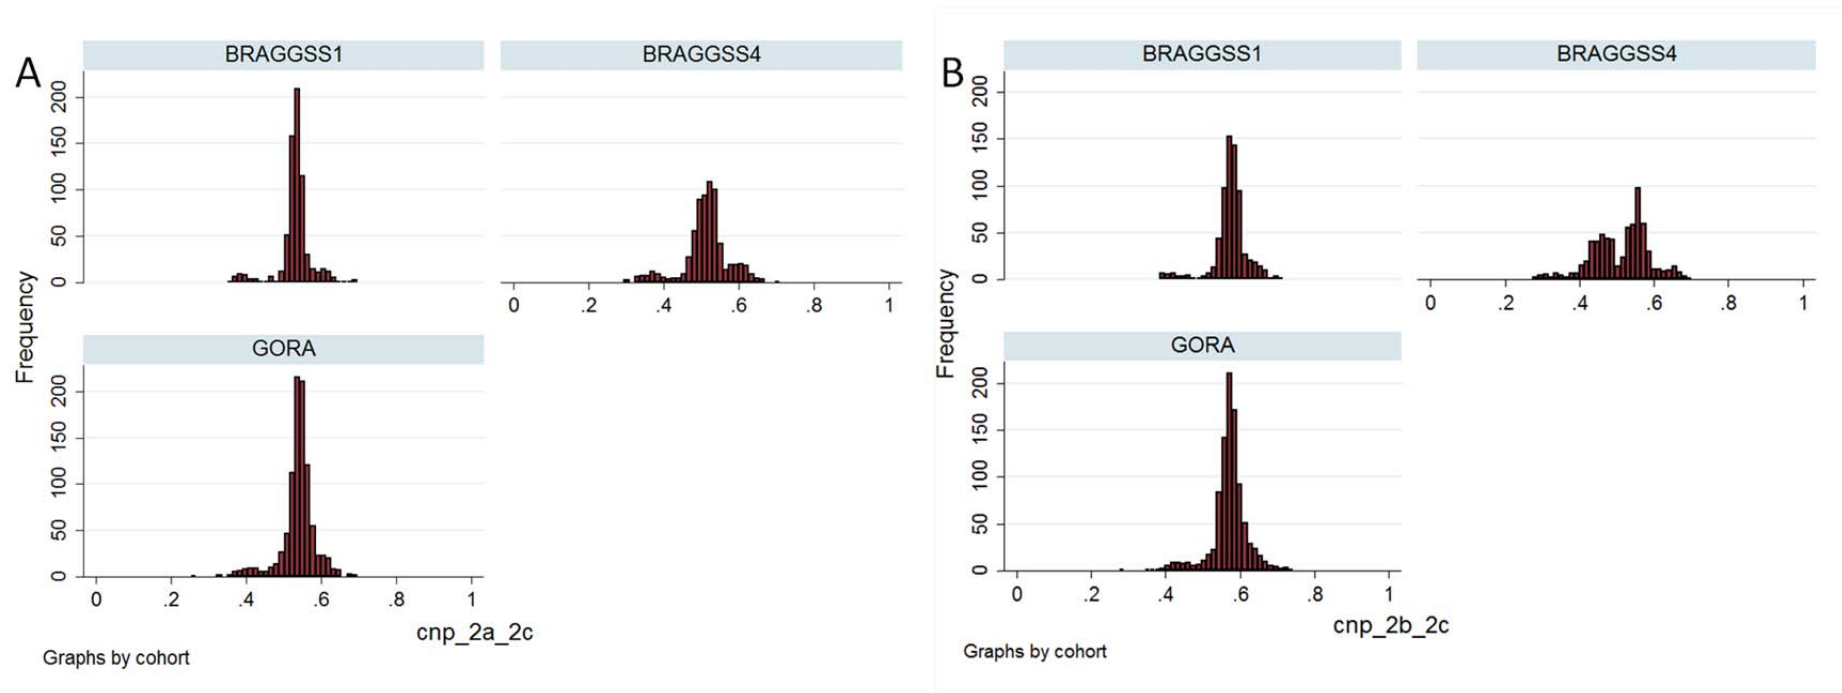 A
BRAGGSS1
BRAGGSS4
200
150
100
50
0
0 .2 .4 .6 .8 1
GORA
200
150
100
50
0
0 .2 .4 .6 .8 1
Frequency
cnp_2a_2c
Graphs by cohort
B
BRAGGSS1
BRAGGSS4
200
150
100
50
0
0 .2 .4 .6 .8 1
GORA
200
150
100
50
0
0 .2 .4 .6 .8 1
Frequency
cnp_2b_2c
Graphs by cohort